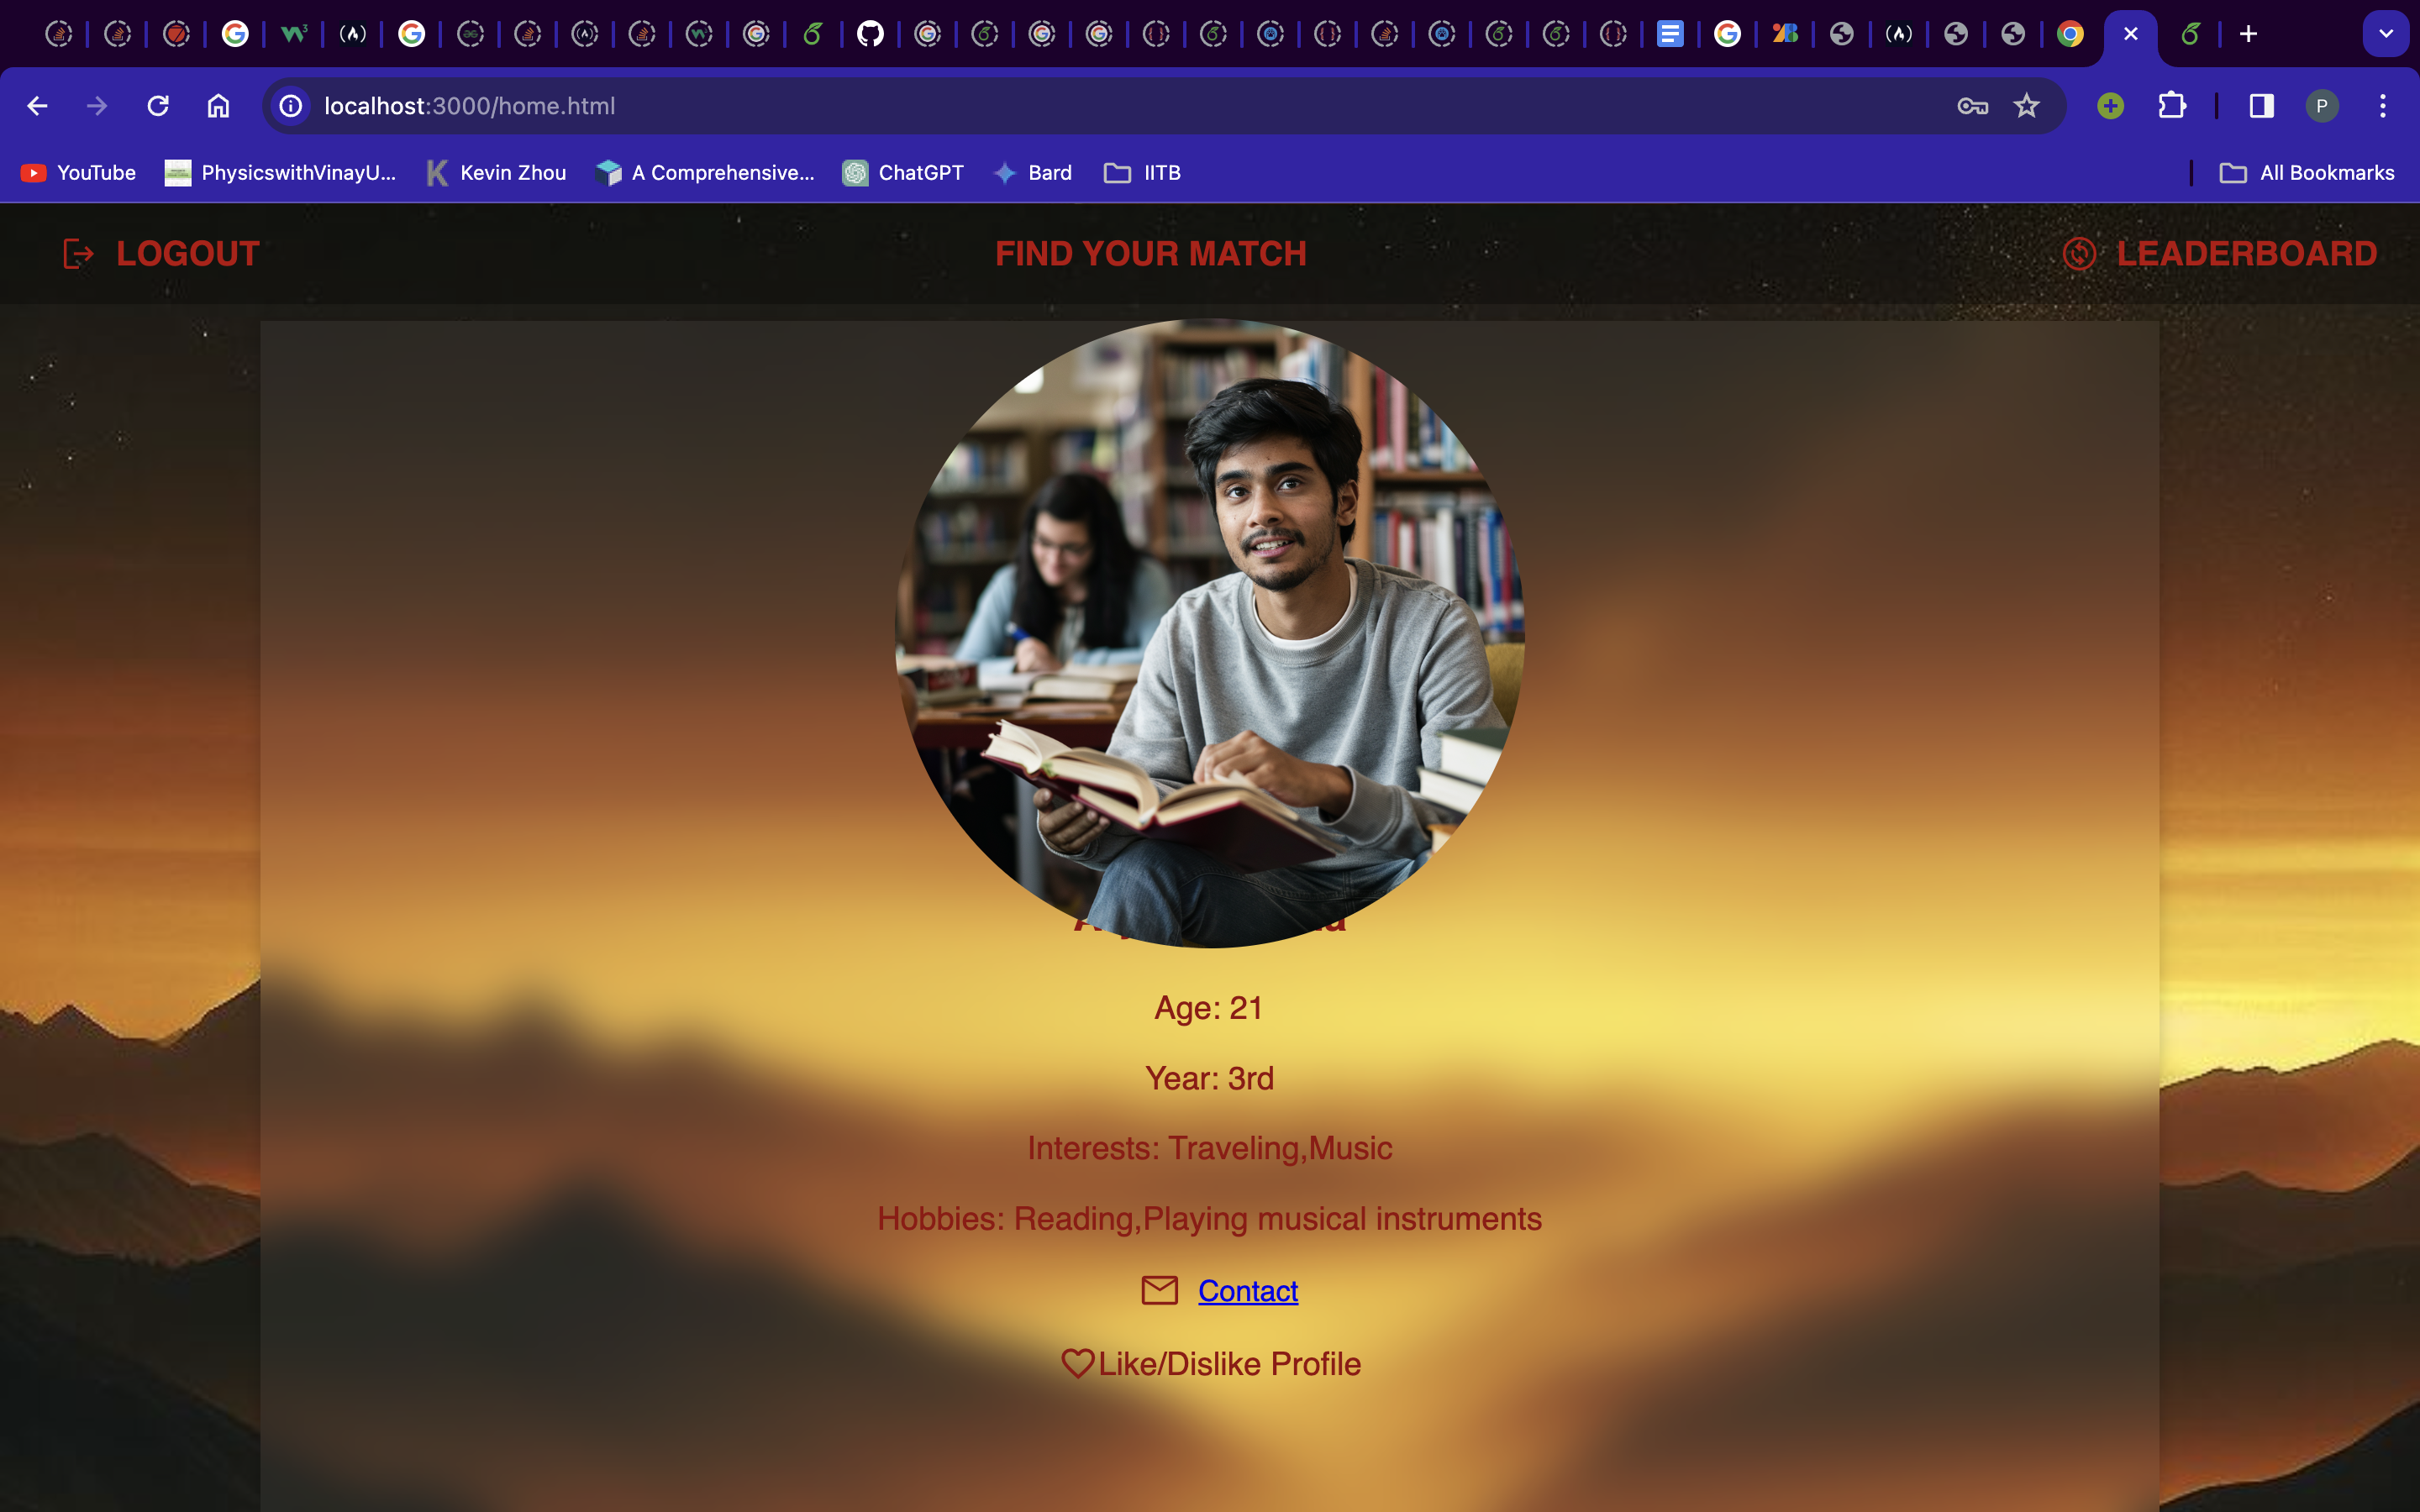 localhost:3000/home.html
P
YouTube PhysicswithVinayU... Kevin Zhou A Comprehensive... ChatGPT Bard IITB All Bookmarks
LOGOUT FIND YOUR MATCH LEADERBOARD
Age: 21
Year: 3rd
Interests: Traveling,Music
Hobbies: Reading,Playing musical instruments
Contact
Like/Dislike Profile